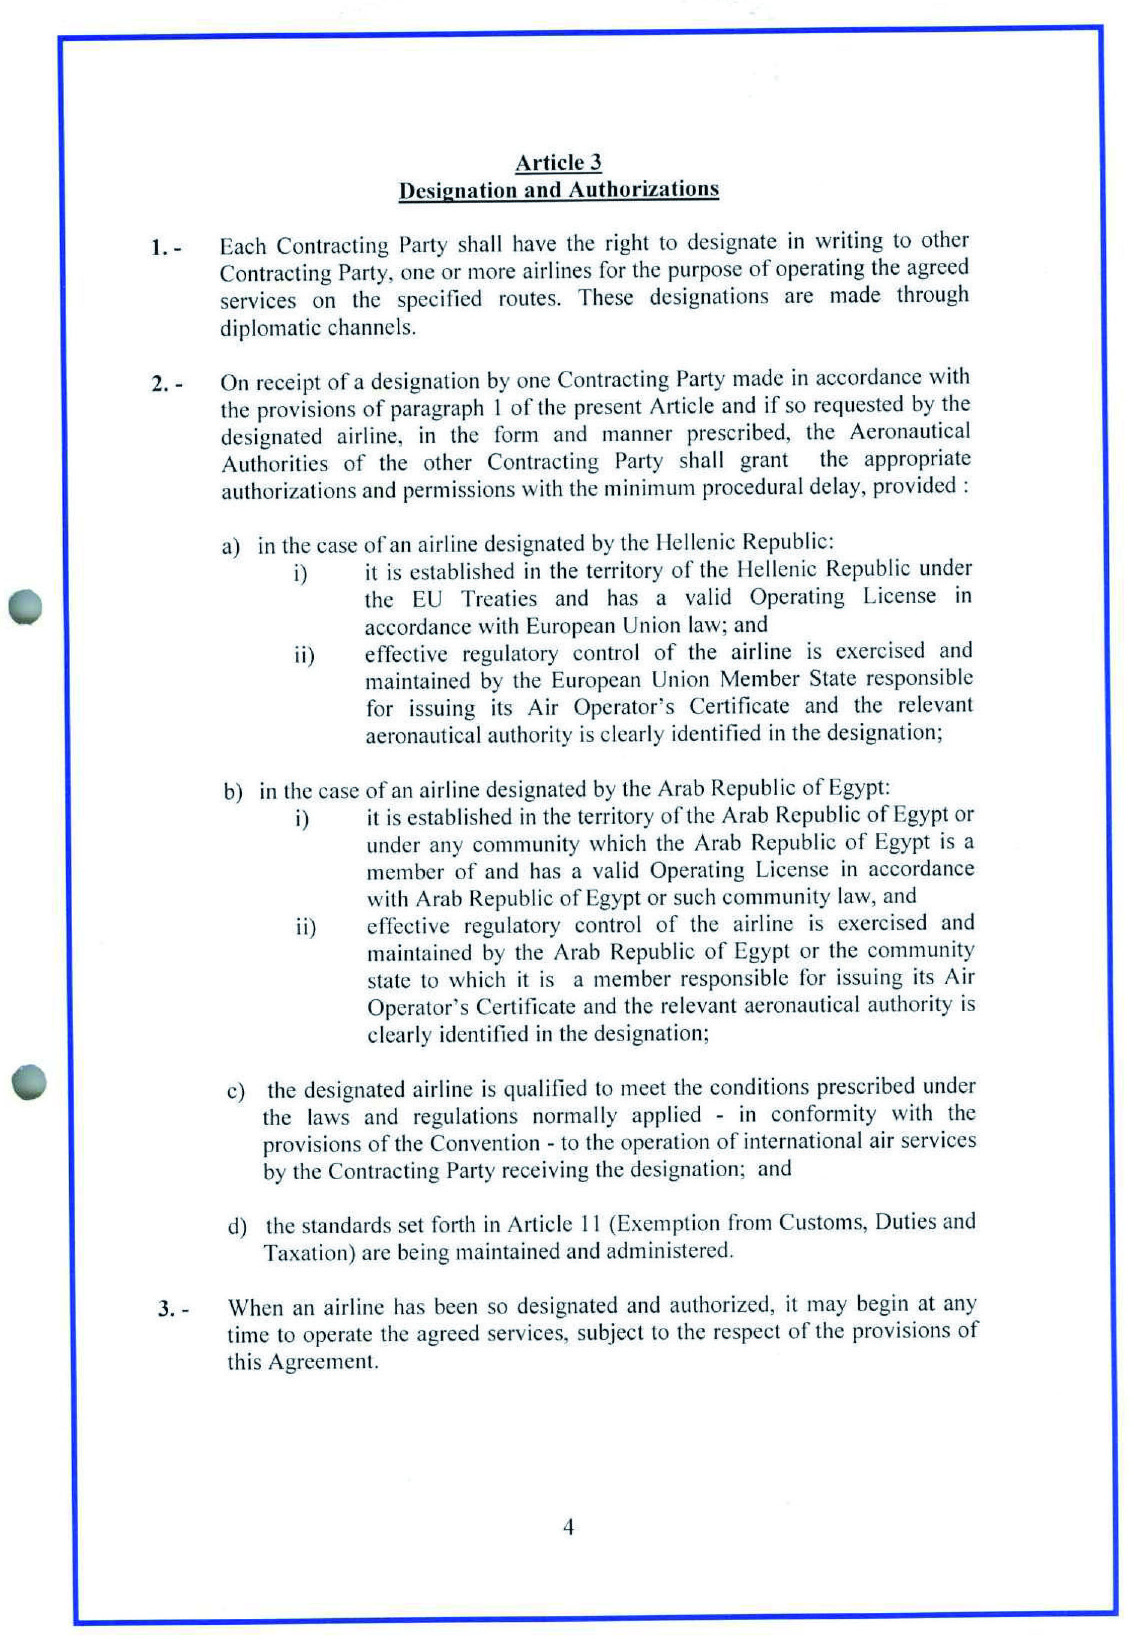 Article 3
Designation and Authorizations
1. - Each Contracting Party shall have the right to designate in writing to other
Contracting Party, one or more airlines for the purpose of operating the agreed
services on the specified routes. These designations are made through
diplomatic channels.
2. - On receipt of a designation by one Contracting Party made in accordance with
the provisions of paragraph 1 of the present Article and if so requested by the
designated airline, in the form and manner prescribed, the Aeronautical
Authorities of the other Contracting Party shall grant the appropriate
authorizations and permissions with the minimum procedural delay, provided :
a) in the case of an airline designated by the Hellenic Republic:
i) it is established in the territory of the Hellenic Republic under
the EU Treaties and has a valid Operating License in
accordance with European Union law; and
ii) effective regulatory control of the airline is exercised and
maintained by the European Union Member State responsible
for issuing its Air Operator's Certificate and the relevant
aeronautical authority is clearly identified in the designation;
b) in the case of an airline designated by the Arab Republic of Egypt:
i) it is established in the territory of the Arab Republic of Egypt or
under any community which the Arab Republic of Egypt is a
member of and has a valid Operating License in accordance
with Arab Republic of Egypt or such community law, and
ii) effective regulatory control of the airline is exercised and
maintained by the Arab Republic of Egypt or the community
state to which it is a member responsible for issuing its Air
Operator's Certificate and the relevant aeronautical authority is
clearly identified in the designation;
c) the designated airline is qualified to meet the conditions prescribed under
the laws and regulations normally applied - in conformity with the
provisions of the Convention - to the operation of international air services
by the Contracting Party receiving the designation; and
d) the standards set forth in Article 11 (Exemption from Customs, Duties and
Taxation) are being maintained and administered.
3. - When an airline has been so designated and authorized, it may begin at any
time to operate the agreed services, subject to the respect of the provisions of
this Agreement.
4